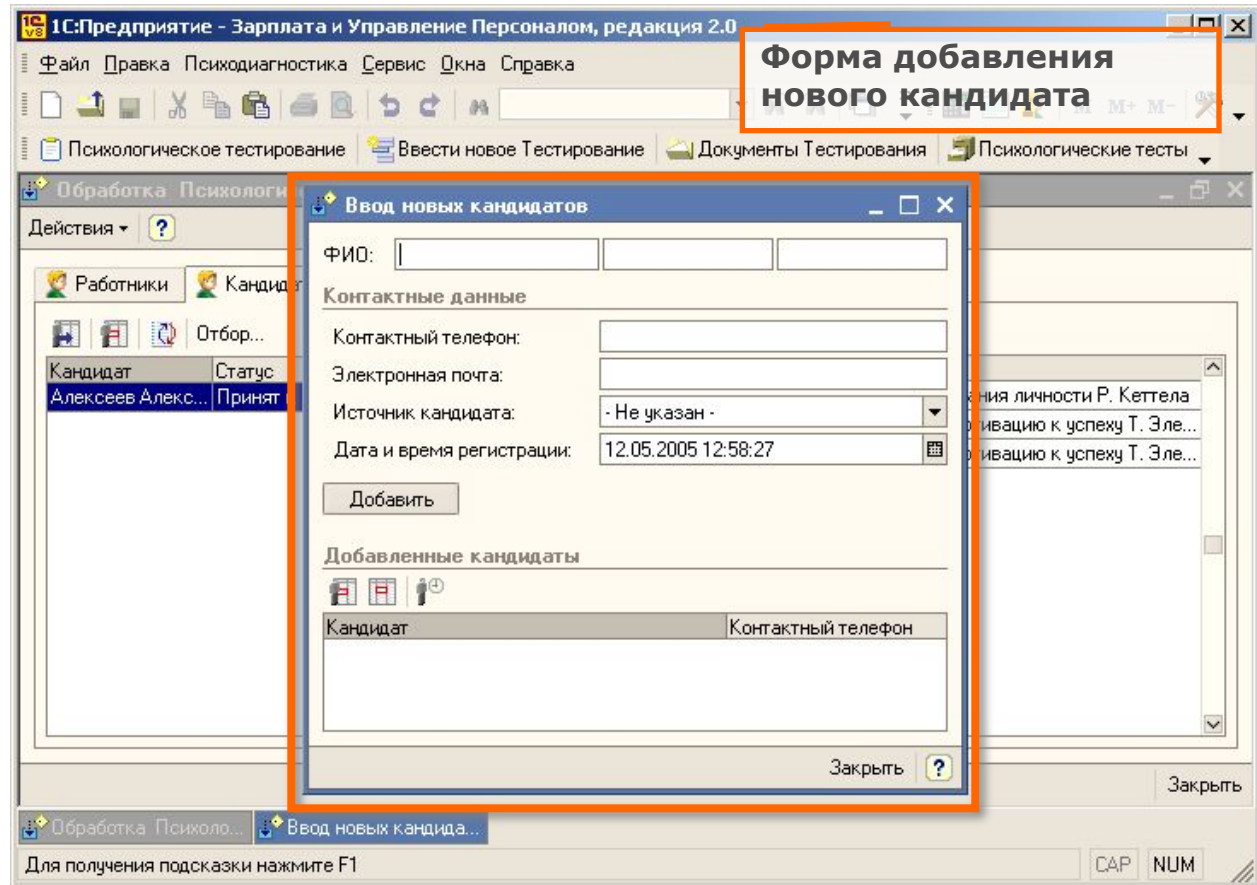 1С:Предприятие - Зарплата и Управление Персоналом, редакция 2.0
Форма добавления
нового кандидата
Файл Правка Психодиагностика Сервис Окна Справка
M M+ M-
Психологическое тестирование Ввести новое Тестирование Документы Тестирования Психологические тесты
Обработка Психологи
Ввод новых кандидатов
Действия
ФИО:
Работники Кандидат
Контактные данные
Отбор...
Контактный телефон:
Кандидат Статус
Электронная почта:
Алексеев Алекс... Принят
ния личности Р. Кеттела
Источник кандидата: - Не указан -
тивацию к успеху Т. Эле...
Дата и время регистрации: 12.05.2005 12:58:27
тивацию к успеху Т. Эле...
Добавить
Добавленные кандидаты
Кандидат Контактный телефон
Закрыть ?
Закрыть
Обработка Психоло... Ввод новых кандида...
Для получения подсказки нажмите F1 CAP NUM